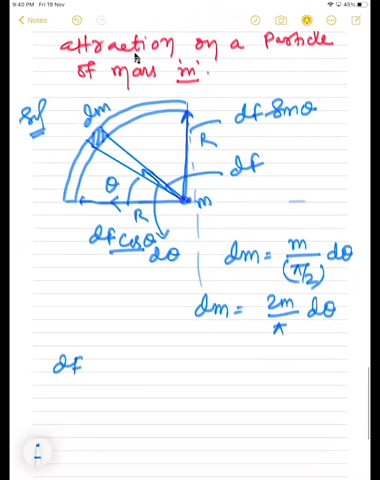 9:40 PM Fri 19 Nov
45%
Notes
attraction on a Particle
of mass 'm'.
Sol
dm
df Sinθ
R
df
θ
m
R
df cosθ
dθ
dm = m/(π/2) dθ
dm = 2m/π dθ
df